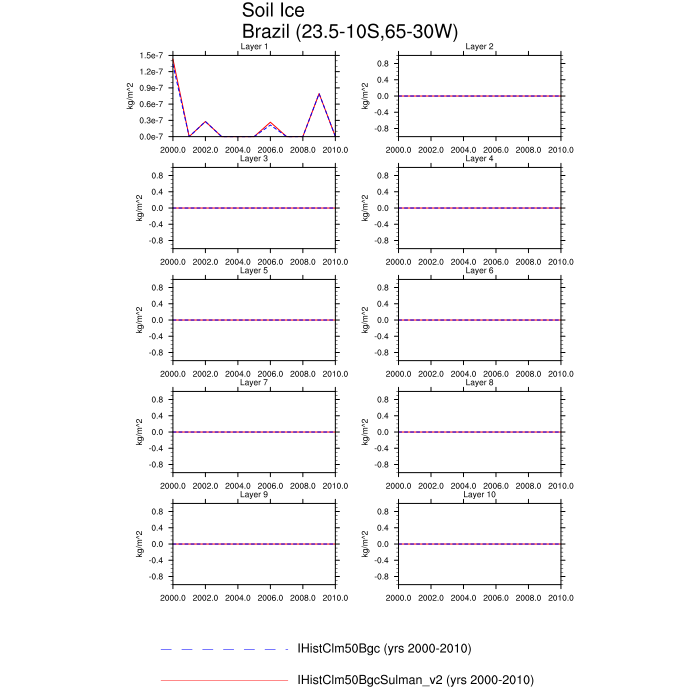 Soil Ice
Brazil (23.5-10S,65-30W)
Layer 1
Layer 2
1.5e-7
1.2e-7
0.9e-7
0.6e-7
0.3e-7
0.0e-7
kg/m^2
2000.0 2002.0 2004.0 2006.0 2008.0 2010.0
0.8
0.4
0.0
-0.4
-0.8
kg/m^2
2000.0 2002.0 2004.0 2006.0 2008.0 2010.0
Layer 3
Layer 4
0.8
0.4
0.0
-0.4
-0.8
kg/m^2
2000.0 2002.0 2004.0 2006.0 2008.0 2010.0
0.8
0.4
0.0
-0.4
-0.8
kg/m^2
2000.0 2002.0 2004.0 2006.0 2008.0 2010.0
Layer 5
Layer 6
0.8
0.4
0.0
-0.4
-0.8
kg/m^2
2000.0 2002.0 2004.0 2006.0 2008.0 2010.0
0.8
0.4
0.0
-0.4
-0.8
kg/m^2
2000.0 2002.0 2004.0 2006.0 2008.0 2010.0
Layer 7
Layer 8
0.8
0.4
0.0
-0.4
-0.8
kg/m^2
2000.0 2002.0 2004.0 2006.0 2008.0 2010.0
0.8
0.4
0.0
-0.4
-0.8
kg/m^2
2000.0 2002.0 2004.0 2006.0 2008.0 2010.0
Layer 9
Layer 10
0.8
0.4
0.0
-0.4
-0.8
kg/m^2
2000.0 2002.0 2004.0 2006.0 2008.0 2010.0
0.8
0.4
0.0
-0.4
-0.8
kg/m^2
2000.0 2002.0 2004.0 2006.0 2008.0 2010.0
IHistClm50Bgc (yrs 2000-2010)
IHistClm50BgcSulman_v2 (yrs 2000-2010)